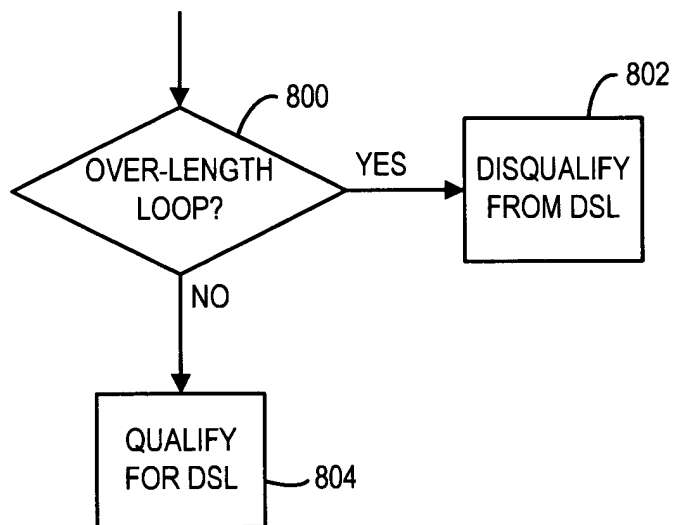 800
802
OVER-LENGTH
LOOP?
YES
DISQUALIFY
FROM DSL
NO
QUALIFY
FOR DSL
804